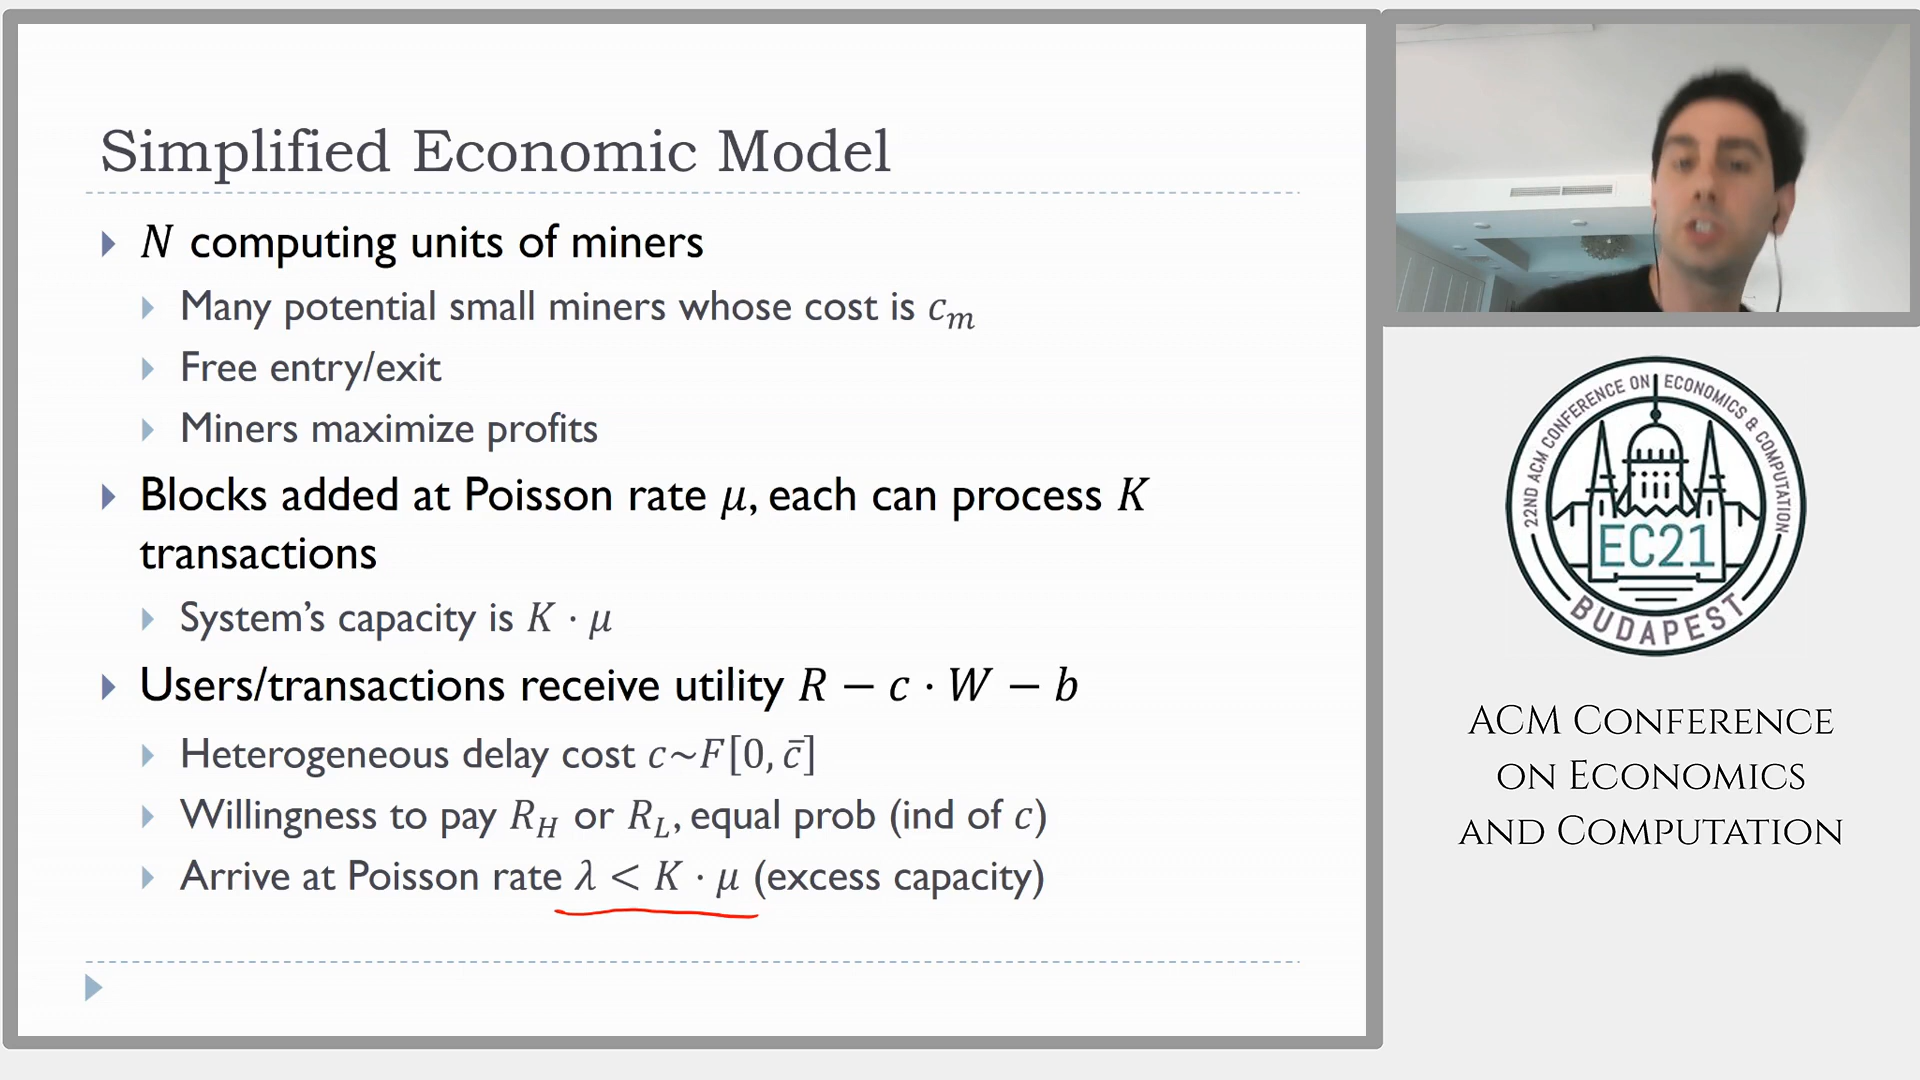 Simplified Economic Model
N computing units of miners
Many potential small miners whose cost is cₘ
Free entry/exit
Miners maximize profits
Blocks added at Poisson rate μ, each can process K
transactions
System's capacity is K · μ
Users/transactions receive utility R − c · W − b
Heterogeneous delay cost c~F[0, c̄]
Willingness to pay R_H or R_L, equal prob (ind of c)
Arrive at Poisson rate λ < K · μ (excess capacity)
22ND ACM CONFERENCE ON ECONOMICS & COMPUTATION
EC21
BUDAPEST
ACM Conference
on Economics
and Computation